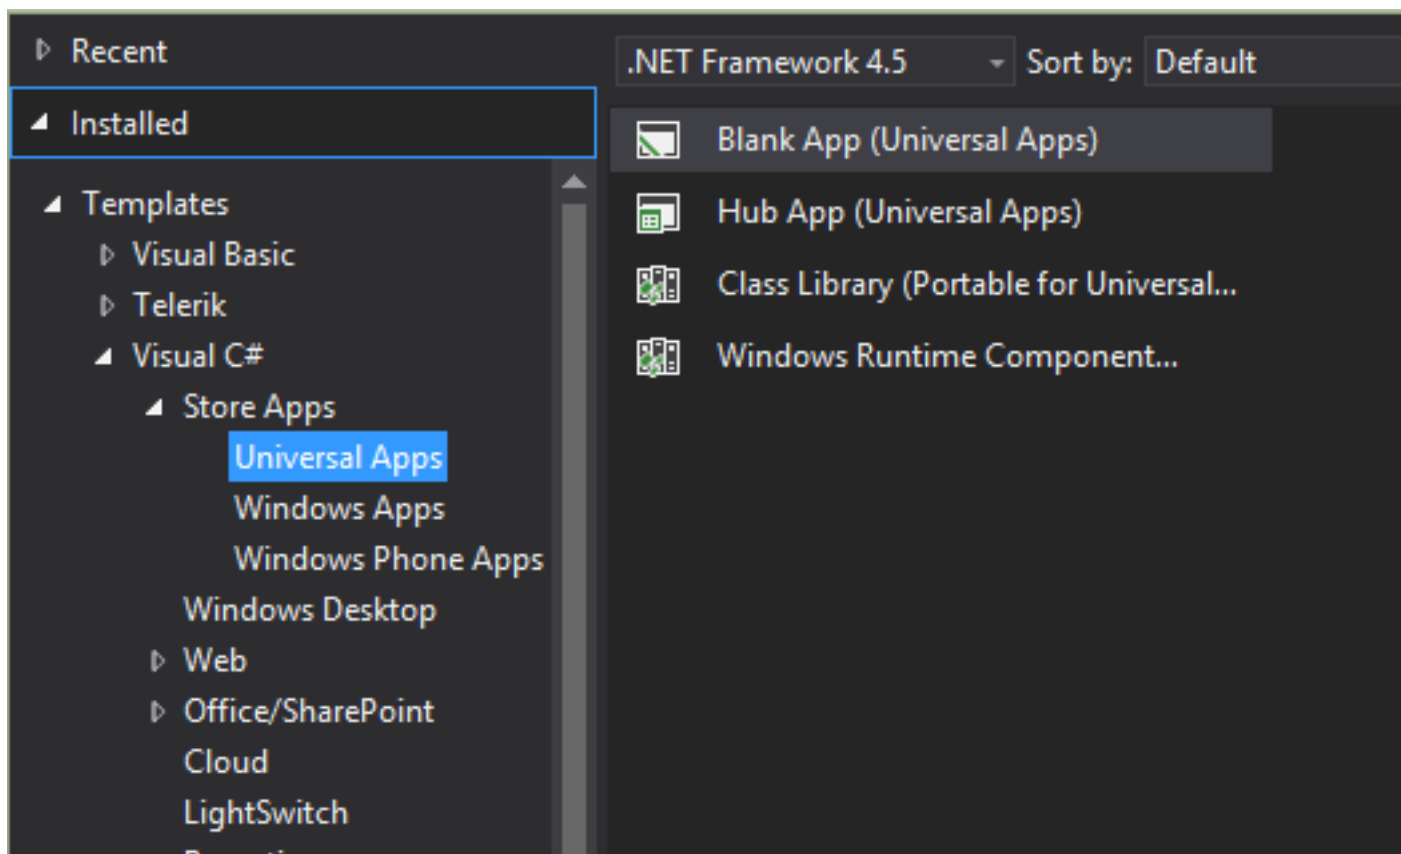 Recent
Installed
Templates
Visual Basic
Telerik
Visual C#
Store Apps
Universal Apps
Windows Apps
Windows Phone Apps
Windows Desktop
Web
Office/SharePoint
Cloud
LightSwitch
.NET Framework 4.5
Sort by: Default
Blank App (Universal Apps)
Hub App (Universal Apps)
Class Library (Portable for Universal...
Windows Runtime Component...